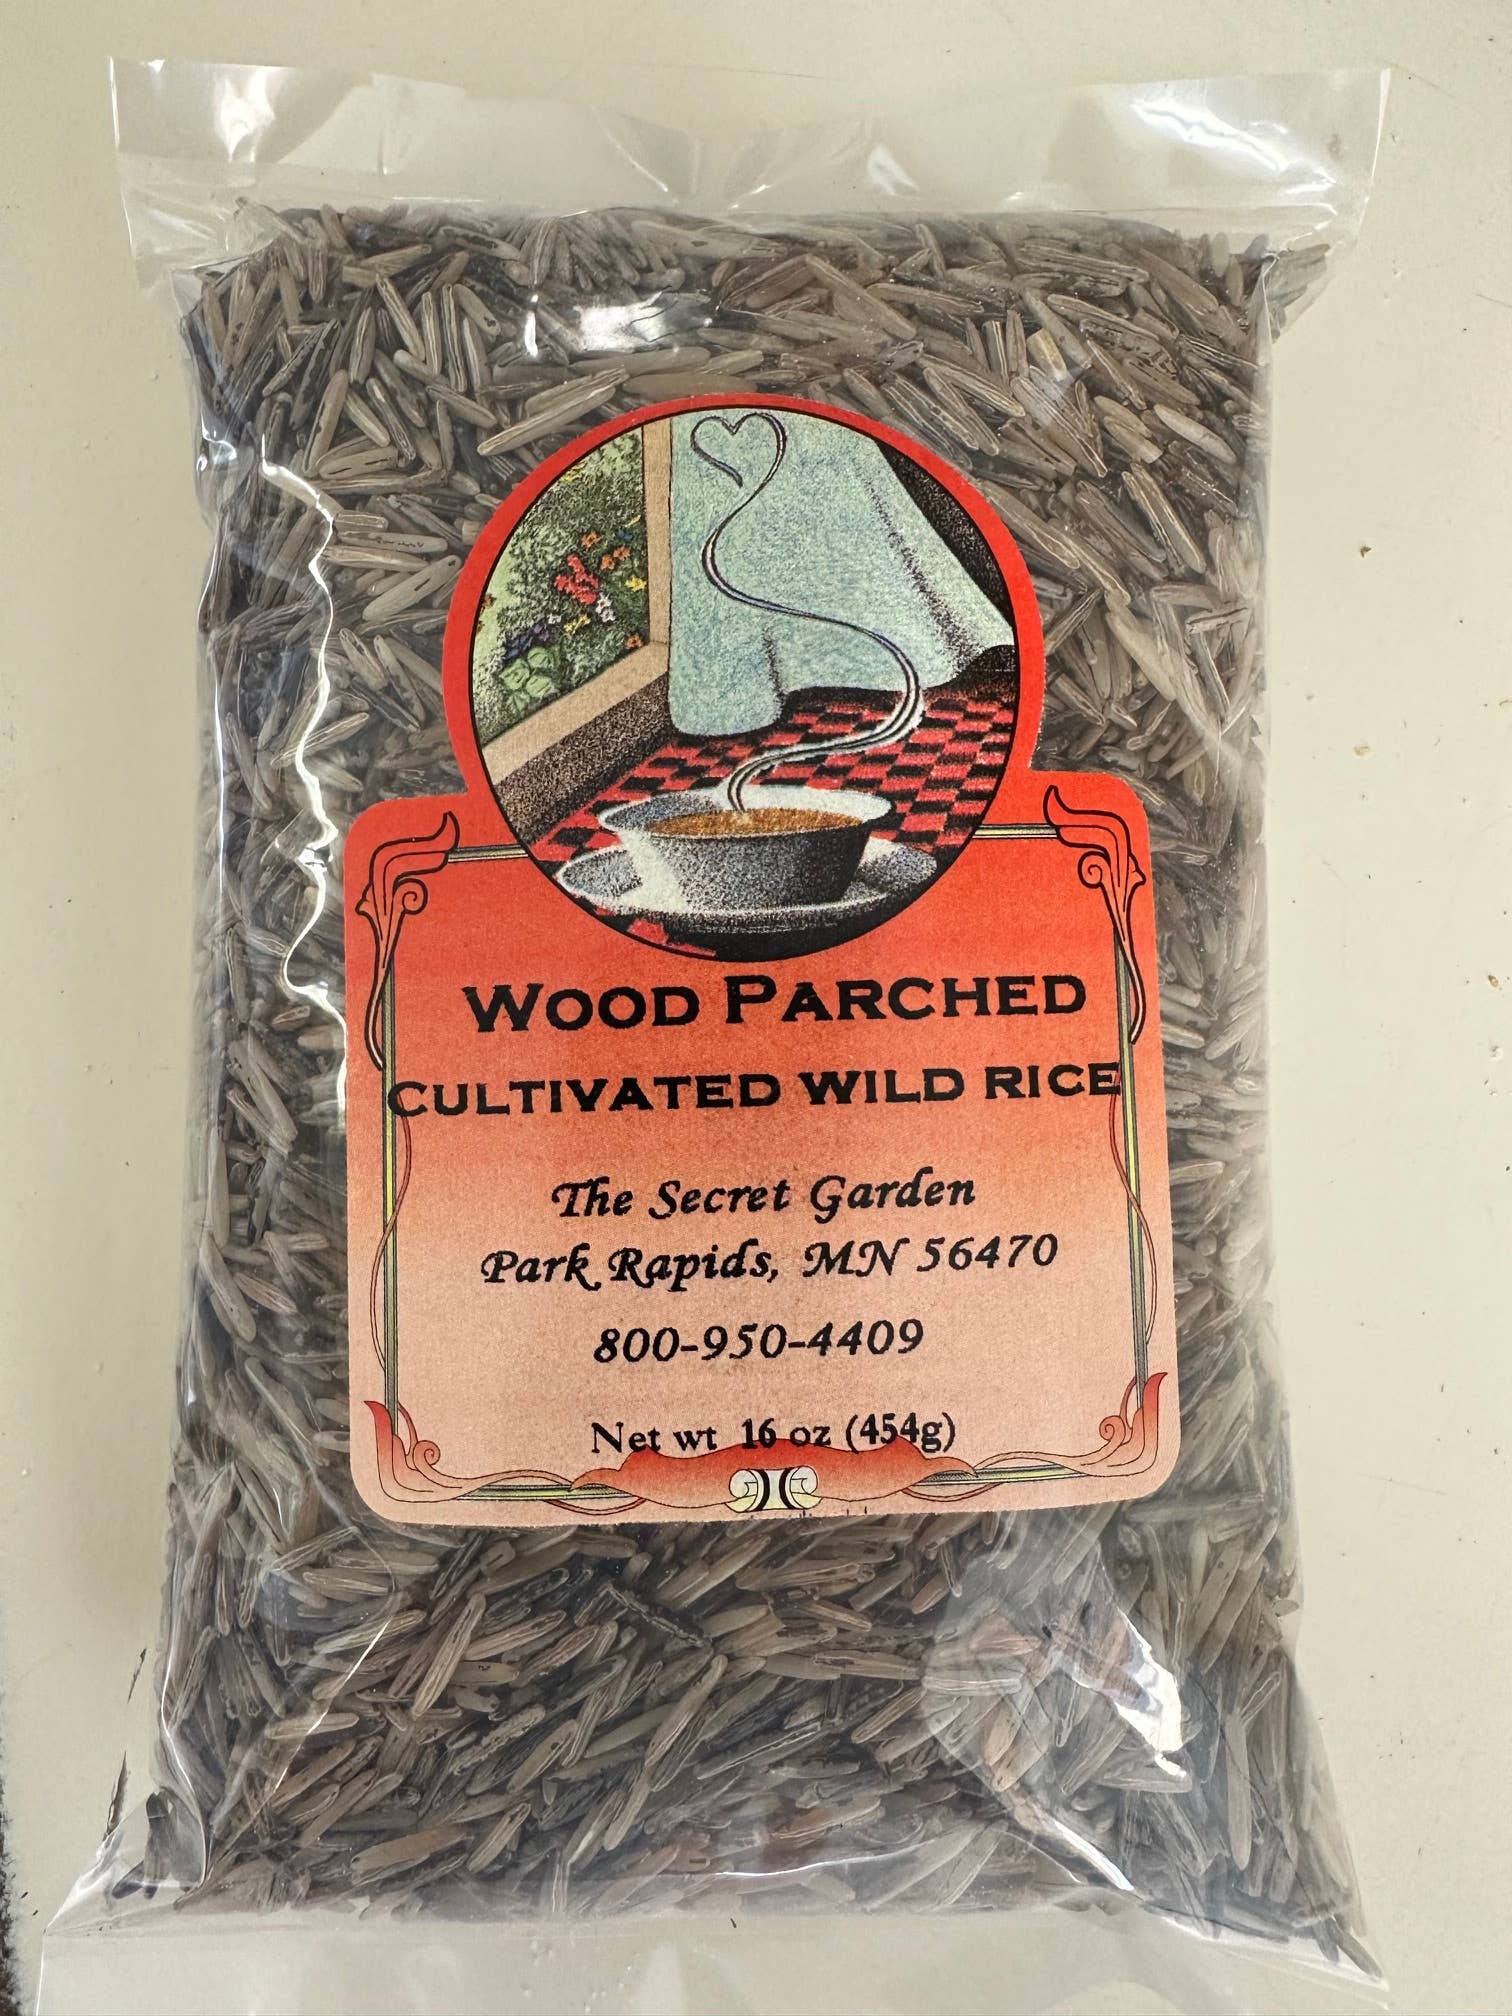 WOOD PARCHED
CULTIVATED WILD RICE
The Secret Garden
Park Rapids, MN 56470
800-950-4409
Net wt 16 oz (454g)